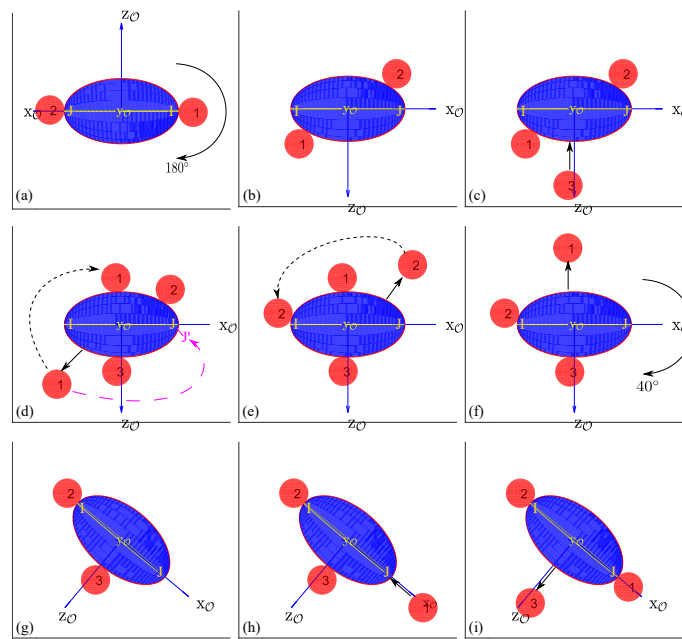 z𝒪
x𝒪 2 J y𝒪 I 1
180°
(a)
2
I y𝒪 J x𝒪
1
(b) z𝒪
2
I y𝒪 J x
1
3
(c) z𝒪
1 2
I y𝒪 J x𝒪
J'
3
1
(d) z𝒪
1 2
2 I y𝒪 J x𝒪
3
(e) z𝒪
1
2 I y𝒪 J x
3
40°
(f) z𝒪
2
I
y𝒪
3 J
x𝒪
z𝒪
(g)
2
I
y𝒪
3 J
x𝒪 1
z𝒪
(h)
2
I
y𝒪
J
1
3 x𝒪
z𝒪
(i)